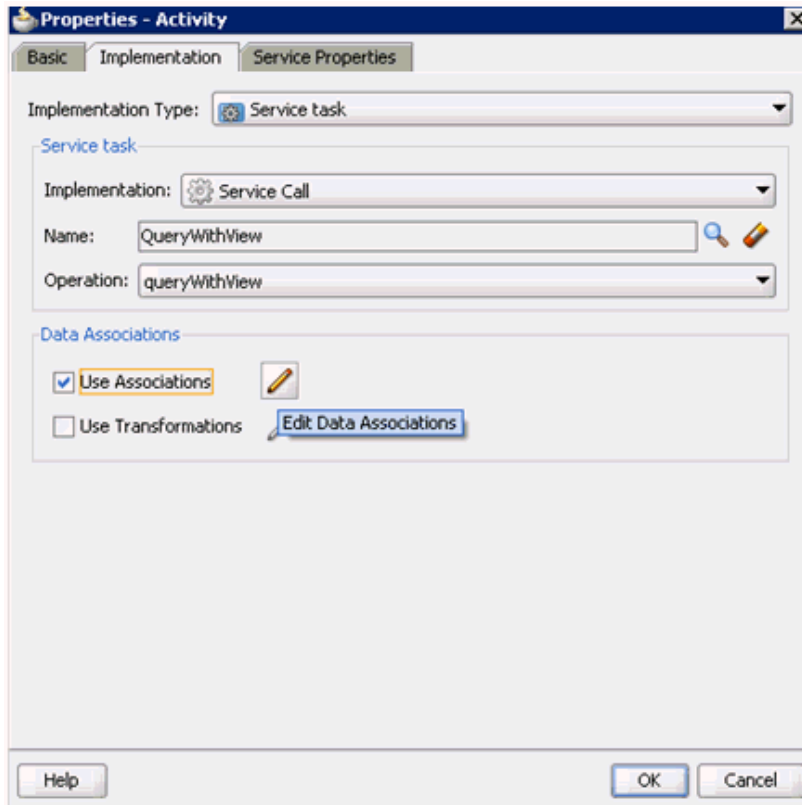 Properties - Activity
Basic Implementation Service Properties
Implementation Type: Service task
Service task
Implementation: Service Call
Name: QueryWithView
Operation: queryWithView
Data Associations
Use Associations
Use Transformations Edit Data Associations
Help OK Cancel